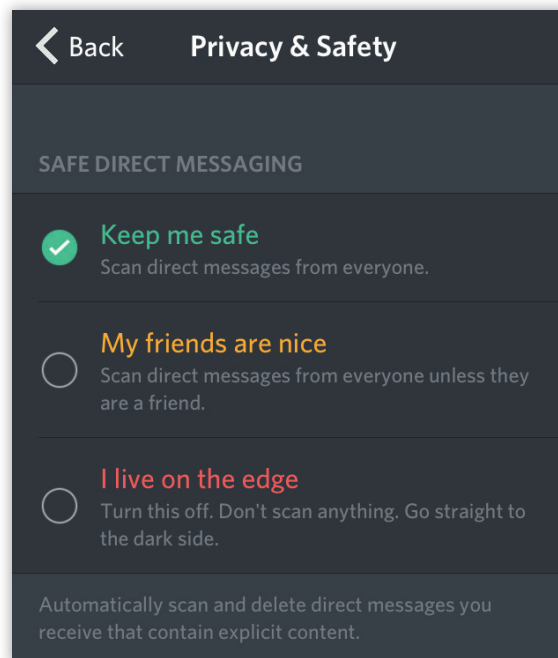 Back Privacy & Safety
SAFE DIRECT MESSAGING
Keep me safe
Scan direct messages from everyone.
My friends are nice
Scan direct messages from everyone unless they
are a friend.
I live on the edge
Turn this off. Don't scan anything. Go straight to
the dark side.
Automatically scan and delete direct messages you
receive that contain explicit content.